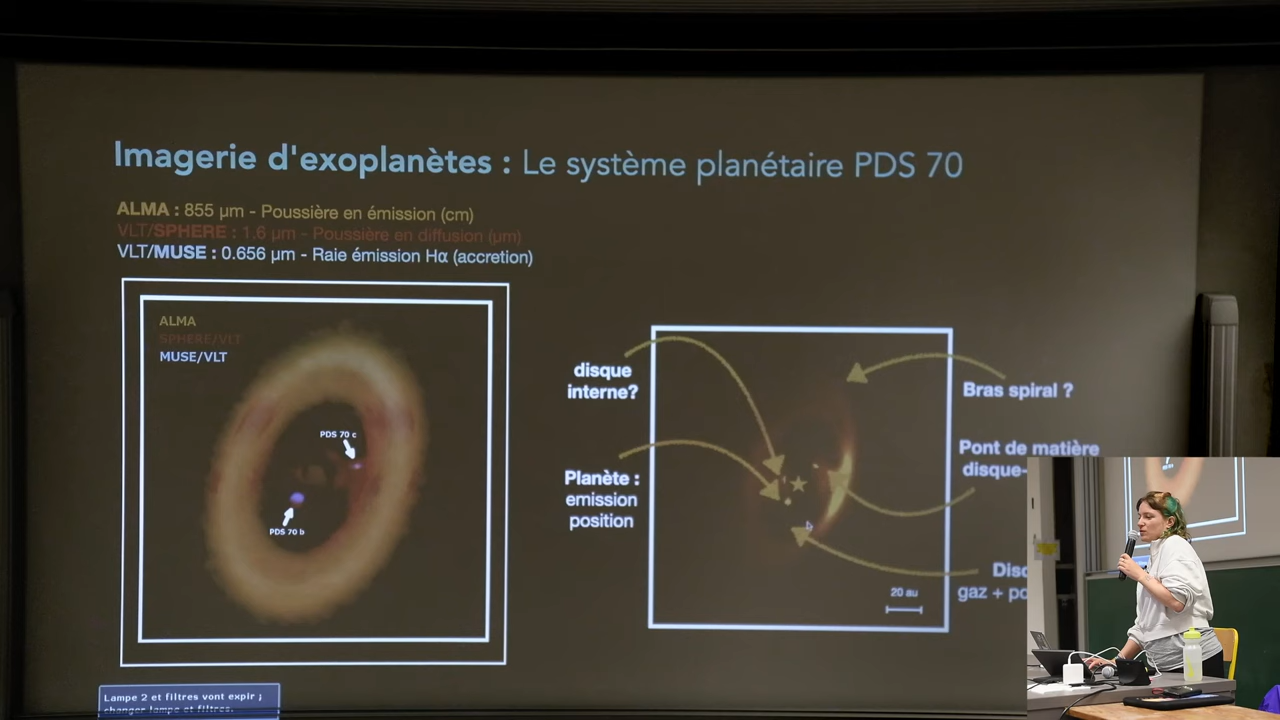 Imagerie d'exoplanètes : Le système planétaire PDS 70
ALMA : 855 µm - Poussière en émission (cm)
VLT/SPHERE : 1.6 µm - Poussière en diffusion (µm)
VLT/MUSE : 0.656 µm - Raie émission Hα (accretion)
ALMA
SPHERE/VLT
MUSE/VLT
PDS 70 c
PDS 70 b
disque
interne?
Planète :
emission
position
Bras spiral ?
Pont de matière
disque-
gaz +
20 au
Lampe 2 et filtres vont expir ;
changer lampe et filtres.